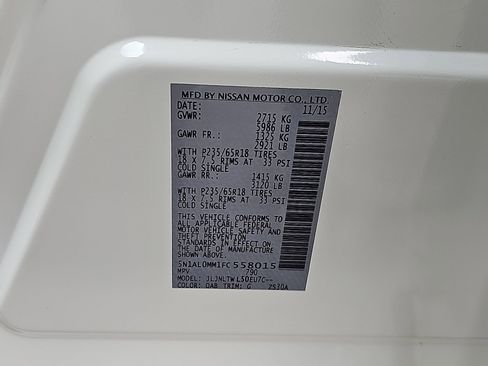 MFD BY NISSAN MOTOR CO., LTD.
DATE: 11/15
GVWR: 2715 KG
5986 LB
GAWR FR.: 1325 KG
2921 LB
WITH P235/65R18 TIRES
18 X 7.5 RIMS AT 33 PSI
COLD SINGLE
GAWR RR.: 1415 KG
3120 LB
WITH P235/65R18 TIRES
18 X 7.5 RIMS AT 33 PSI
COLD SINGLE
THIS VEHICLE CONFORMS TO
ALL APPLICABLE FEDERAL
MOTOR VEHICLE SAFETY AND
THEFT PREVENTION
STANDARDS IN EFFECT ON
THE DATE OF MANUFACTURE
SHOWN ABOVE
5N1AL0MM1FC558015
MPV 790
MODEL: JLJNLTWL50EU7C--
COLOR: QAB TRIM: G 2S30A